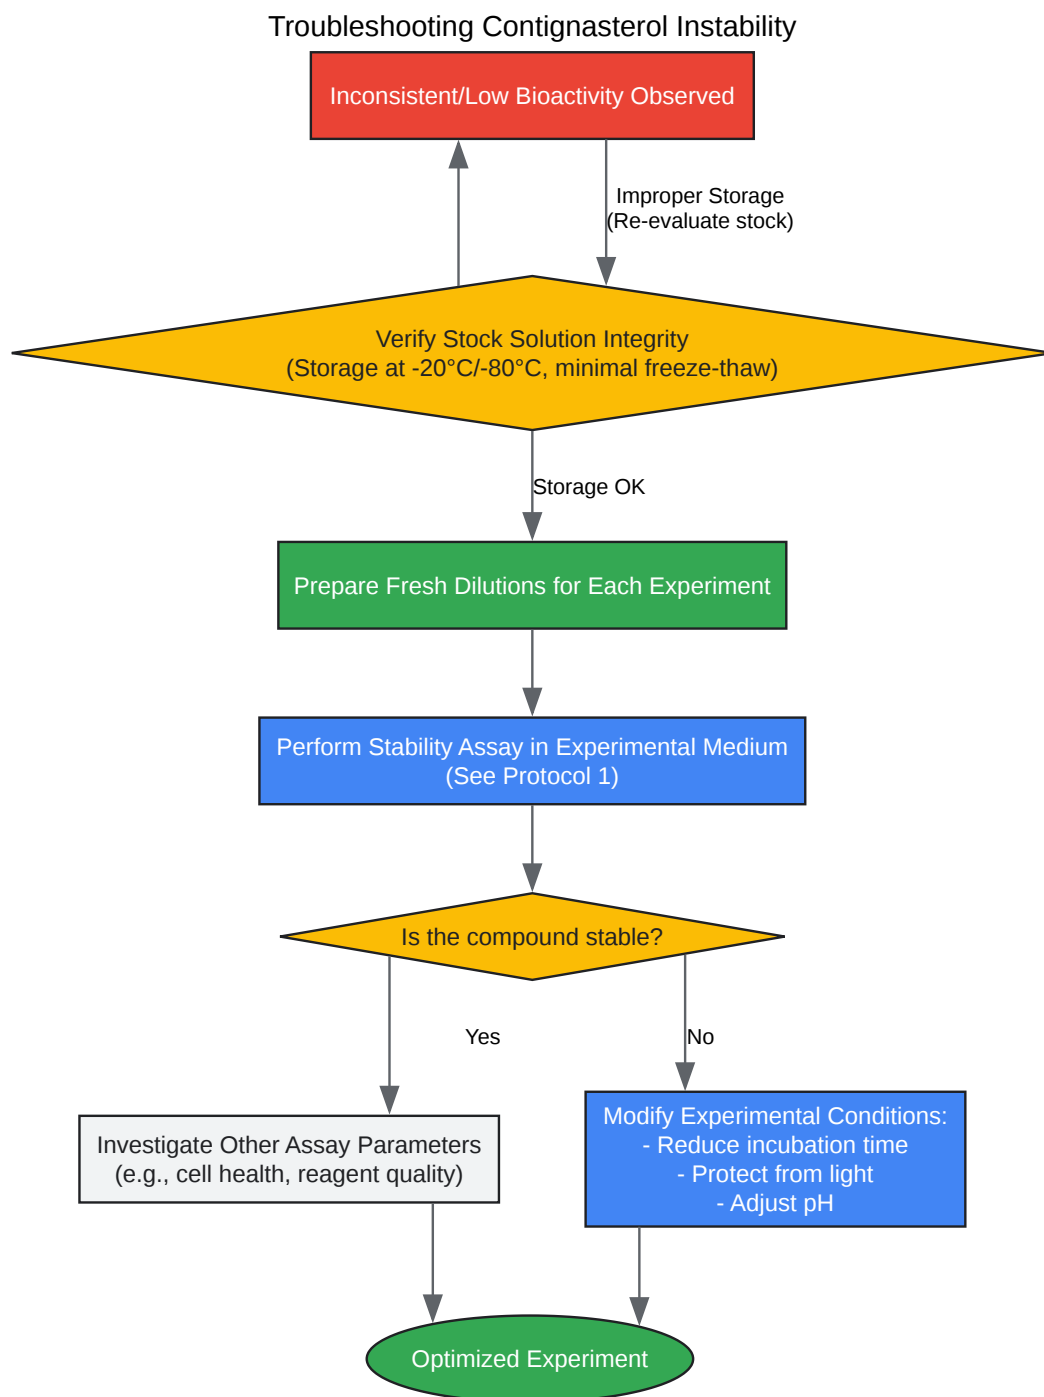 Troubleshooting Contignasterol Instability
Inconsistent/Low Bioactivity Observed
Improper Storage
(Re-evaluate stock)
Verify Stock Solution Integrity
(Storage at -20°C/-80°C, minimal freeze-thaw)
Storage OK
Prepare Fresh Dilutions for Each Experiment
Perform Stability Assay in Experimental Medium
(See Protocol 1)
Is the compound stable?
Yes
No
Investigate Other Assay Parameters
(e.g., cell health, reagent quality)
Modify Experimental Conditions:
- Reduce incubation time
- Protect from light
- Adjust pH
Optimized Experiment